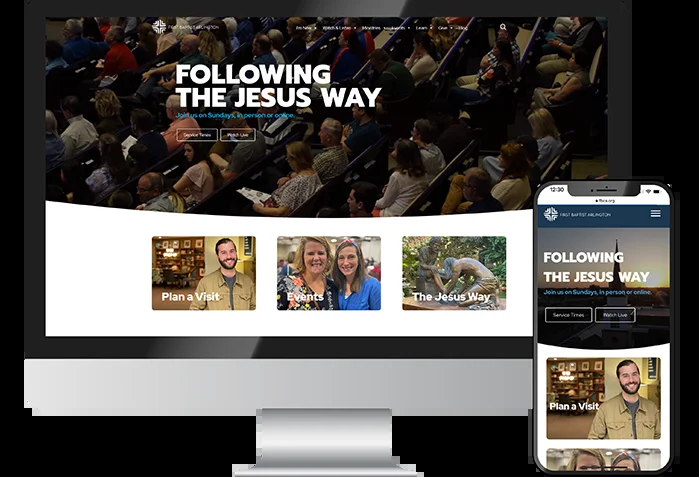 FIRST BAPTIST ARLINGTON
I'm New Watch & Listen Ministries Learn Give Blog
FOLLOWING
THE JESUS WAY
Join us on Sundays, in person or online.
Service Times Watch Live
Plan a Visit Events The Jesus Way
12:30
fbca.org
FIRST BAPTIST ARLINGTON
FOLLOWING
THE JESUS WAY
Join us on Sundays, in person or online.
Service Times Watch Live
Plan a Visit